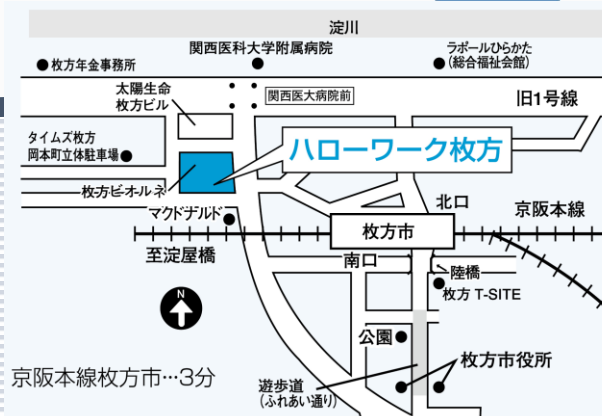 淀川
関西医科大学附属病院
ラポールひらかた
(総合福祉会館)
枚方年金事務所
太陽生命
枚方ビル
関西医大病院前
旧1号線
タイムズ枚方
岡本町立体駐車場
ハローワーク枚方
枚方ビオルネ
マクドナルド
北口
京阪本線
枚方市
至淀屋橋
南口
陸橋
枚方 T-SITE
N
公園
京阪本線枚方市…3分
枚方市役所
遊歩道
(ふれあい通り)